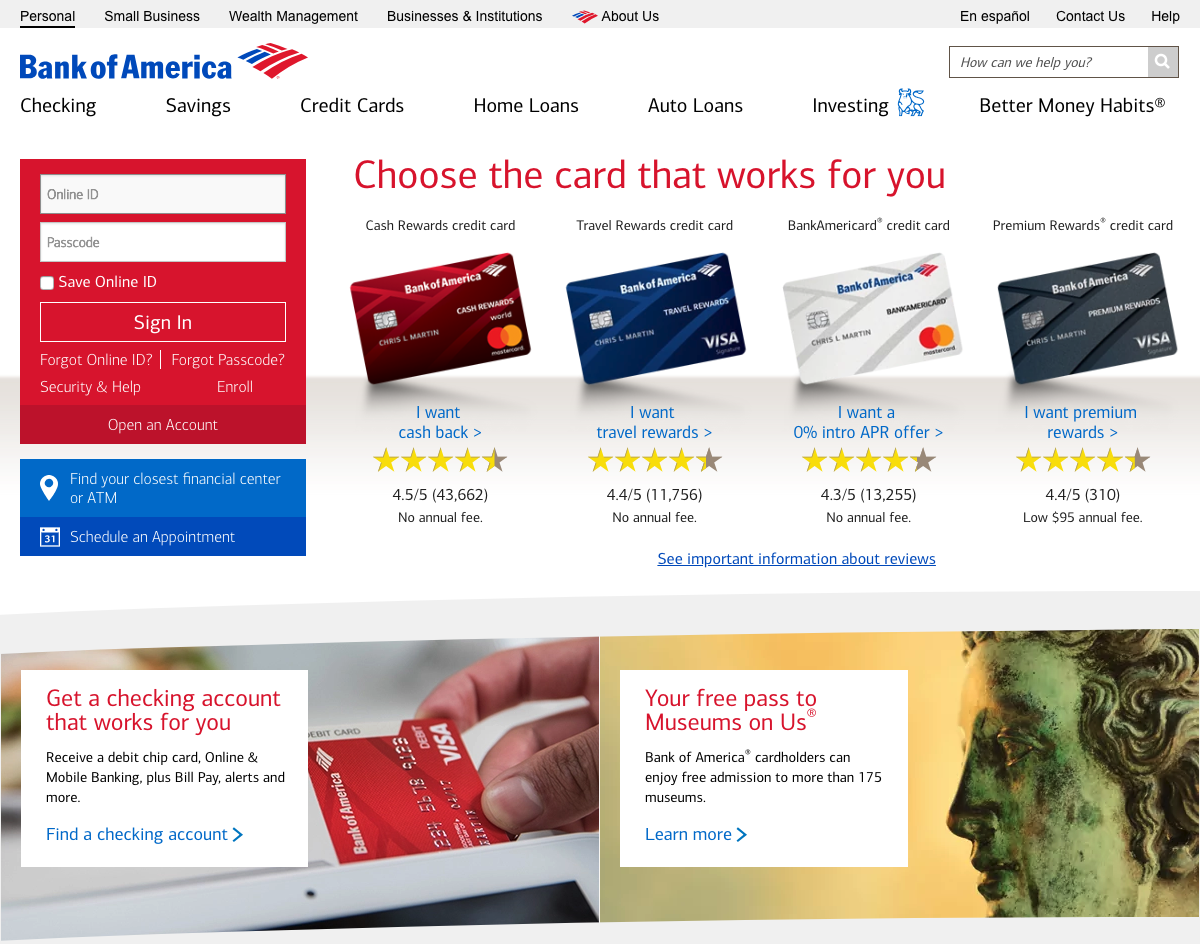 Personal
Small Business
Wealth Management
Businesses & Institutions
About Us
En español
Contact Us
Help
Bank of America
How can we help you?
Checking
Savings
Credit Cards
Home Loans
Auto Loans
Investing
Better Money Habits®
Online ID
Passcode
Save Online ID
Sign In
Forgot Online ID?
Forgot Passcode?
Security & Help
Enroll
Open an Account
Find your closest financial center
or ATM
31
Schedule an Appointment
Choose the card that works for you
Cash Rewards credit card
Bank of America
CASH REWARDS
world
CHRIS L MARTIN
mastercard
I want
cash back >
4.5/5 (43,662)
No annual fee.
Travel Rewards credit card
Bank of America
TRAVEL REWARDS
CHRIS L MARTIN
VISA
Signature
I want
travel rewards >
4.4/5 (11,756)
No annual fee.
BankAmericard® credit card
Bank of America
BANKAMERICARD
CHRIS L MARTIN
mastercard
I want a
0% intro APR offer >
4.3/5 (13,255)
No annual fee.
Premium Rewards® credit card
Bank of America
PREMIUM REWARDS
CHRIS L MARTIN
VISA
Signature
I want premium
rewards >
4.4/5 (310)
Low $95 annual fee.
See important information about reviews
Get a checking account
that works for you
Receive a debit chip card, Online &
Mobile Banking, plus Bill Pay, alerts and
more.
Find a checking account
DEBIT CARD
Bank of America
DEBIT
VISA
Your free pass to
Museums on Us®
Bank of America® cardholders can
enjoy free admission to more than 175
museums.
Learn more